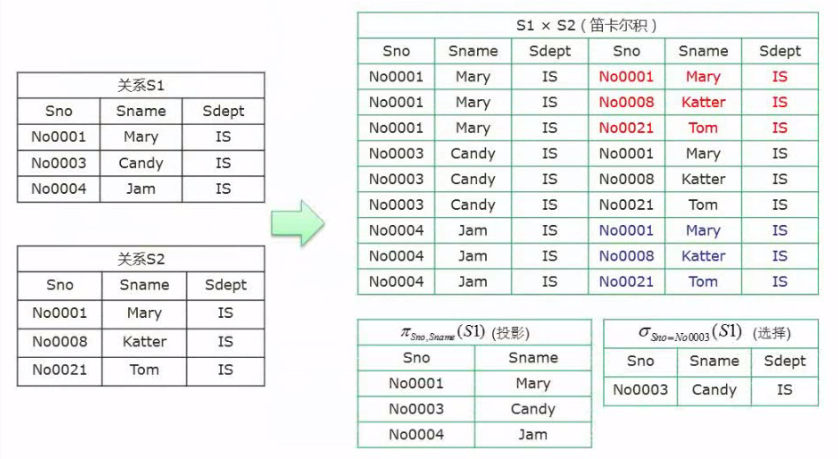 关系S1
Sno Sname Sdept
No0001 Mary IS
No0003 Candy IS
No0004 Jam IS
关系S2
Sno Sname Sdept
No0001 Mary IS
No0008 Katter IS
No0021 Tom IS
S1 × S2 ( 笛卡尔积 )
Sno Sname Sdept Sno Sname Sdept
No0001 Mary IS No0001 Mary IS
No0001 Mary IS No0008 Katter IS
No0001 Mary IS No0021 Tom IS
No0003 Candy IS No0001 Mary IS
No0003 Candy IS No0008 Katter IS
No0003 Candy IS No0021 Tom IS
No0004 Jam IS No0001 Mary IS
No0004 Jam IS No0008 Katter IS
No0004 Jam IS No0021 Tom IS
π Sno,Sname (S1) (投影)
Sno Sname
No0001 Mary
No0003 Candy
No0004 Jam
σ Sno=No0003 (S1) (选择)
Sno Sname Sdept
No0003 Candy IS